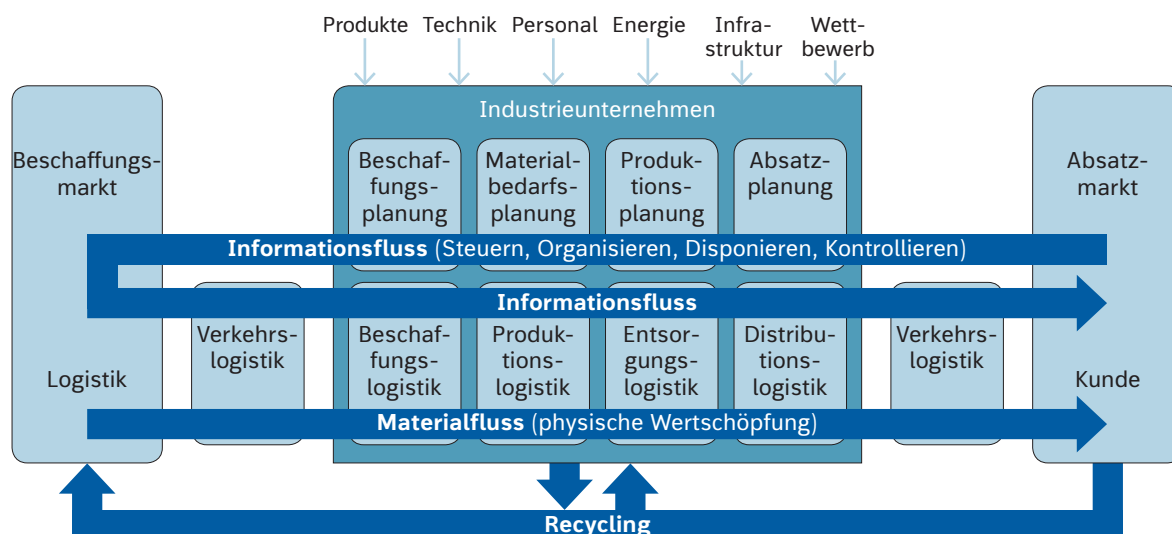 Produkte Technik Personal Energie Infra- Wett-
struktur bewerb
Industrieunternehmen
Beschaffungs-
markt
Beschaf-
fungs-
planung
Material-
bedarfs-
planung
Produk-
tions-
planung
Absatz-
planung
Absatz-
markt
Informationsfluss (Steuern, Organisieren, Disponieren, Kontrollieren)
Informationsfluss
Logistik
Verkehrs-
logistik
Beschaf-
fungs-
logistik
Produk-
tions-
logistik
Entsor-
gungs-
logistik
Distribu-
tions-
logistik
Verkehrs-
logistik
Kunde
Materialfluss (physische Wertschöpfung)
Recycling